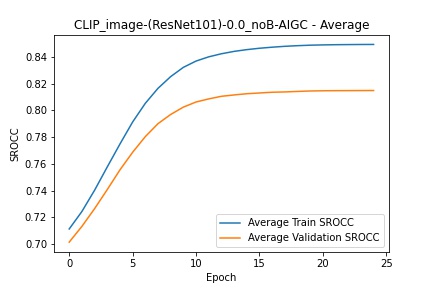 CLIP_image-(ResNet101)-0.0_noB-AIGC - Average
SROCC
0.84
0.82
0.80
0.78
0.76
0.74
0.72
0.70
Average Train SROCC
Average Validation SROCC
0 5 10 15 20 25
Epoch